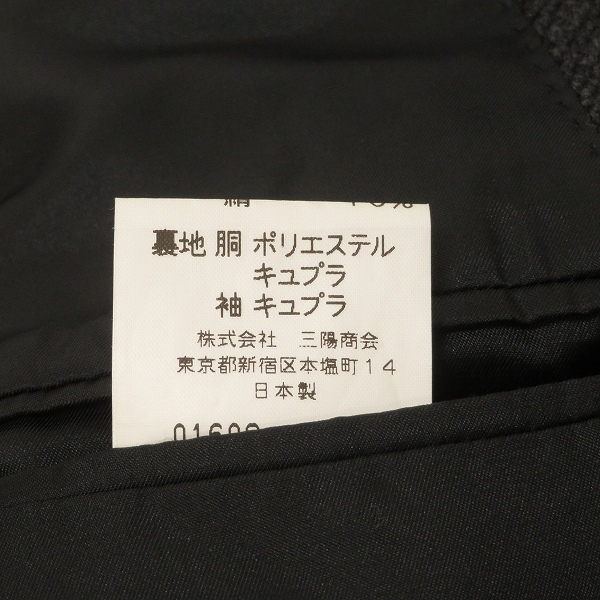 裏地 胴 ポリエステル
キュプラ
袖 キュプラ
株式会社 三陽商会
東京都新宿区本塩町14
日本製